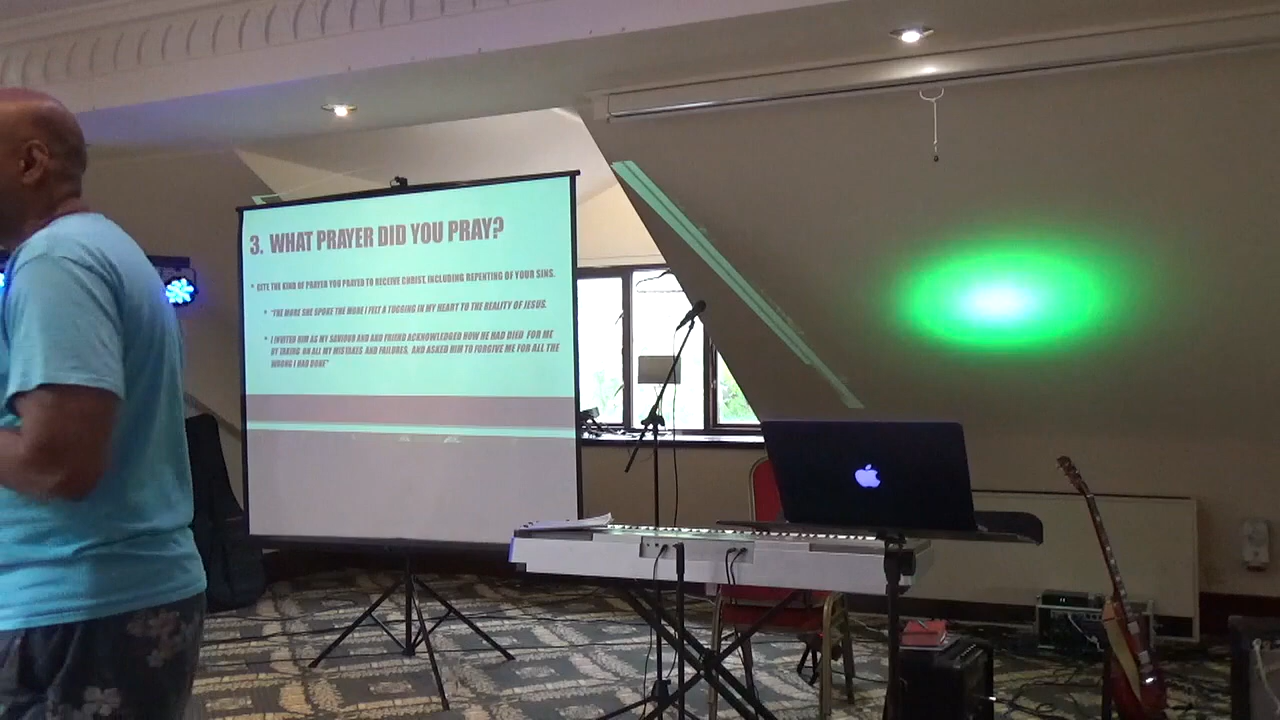 3. WHAT PRAYER DID YOU PRAY?
• CITE THE KIND OF PRAYER YOU PRAYED TO RECEIVE CHRIST, INCLUDING REPENTING OF YOUR SINS.
• "THE MORE SHE SPOKE THE MORE I FELT A TUGGING IN MY HEART TO THE REALITY OF JESUS.
• I INVITED HIM AS MY SAVIOUR AND AND FRIEND ACKNOWLEDGED HOW HE HAD DIED FOR ME
BY TAKING ON ALL MY MISTAKES AND FAILURES, AND ASKED HIM TO FORGIVE ME FOR ALL THE
WRONG I HAD DONE"